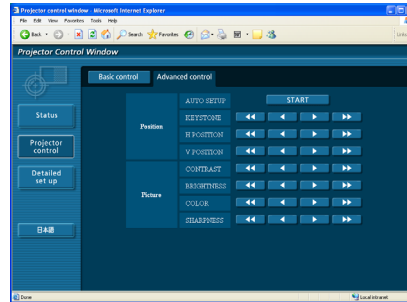 Projector control window - Microsoft Internet Explorer
File Edit View Favorites Tools Help
Back Search Favorites
Projector Control Window
Basic control Advanced control
Status
Projector control
Detailed set up
日本語
Position
AUTO SETUP START
KEYSTONE
H POSITION
V POSITION
Picture
CONTRAST
BRIGHTNESS
COLOR
SHARPNESS
Done Local intranet